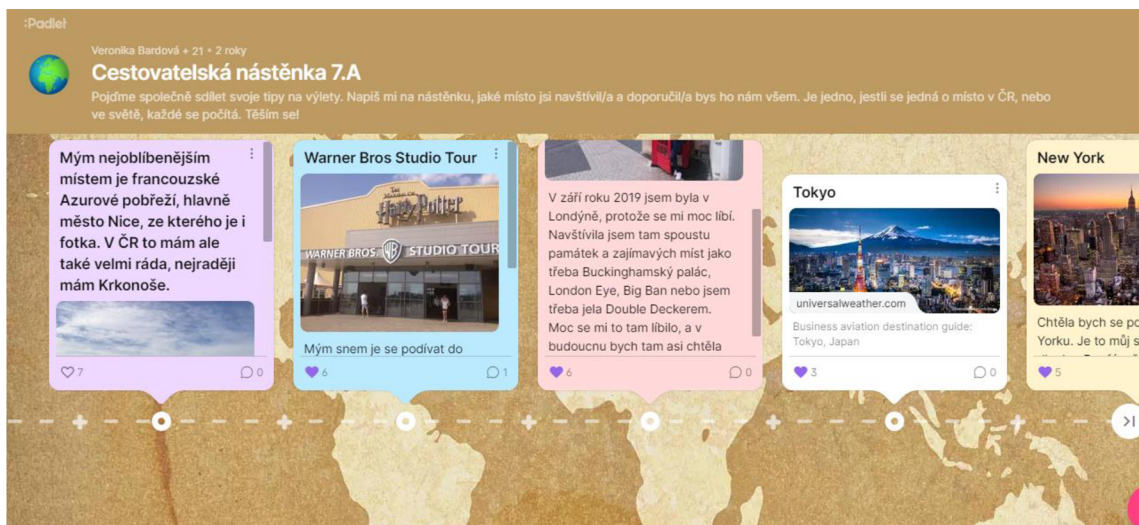 :Padlet
Veronika Bardová + 21 • 2 roky
Cestovatelská nástěnka 7.A
Pojďme společně sdílet svoje tipy na výlety. Napiš mi na nástěnku, jaké místo jsi navštívil/a a doporučil/a bys ho nám všem. Je jedno, jestli se jedná o místo v ČR, nebo
ve světě, každé se počítá. Těším se!
Mým nejoblíbenějším
místem je francouzské
Azurové pobřeží, hlavně
město Nice, ze kterého je i
fotka. V ČR to mám ale
také velmi ráda, nejraději
mám Krkonoše.
7
0
Warner Bros Studio Tour
The
Harry Potter
WARNER BROS. WB STUDIO TOUR
Mým snem je se podívat do
6
1
V září roku 2019 jsem byla v
Londýně, protože se mi moc líbí.
Navštívila jsem tam spoustu
památek a zajímavých míst jako
třeba Buckinghamský palác,
London Eye, Big Ban nebo jsem
třeba jela Double Deckerem.
Moc se mi to tam líbilo, a v
budoucnu bych tam asi chtěla
6
0
Tokyo
universalweather.com
Business aviation destination guide:
Tokyo, Japan
3
0
New York
Chtěla bych se po
Yorku. Je to můj s
5